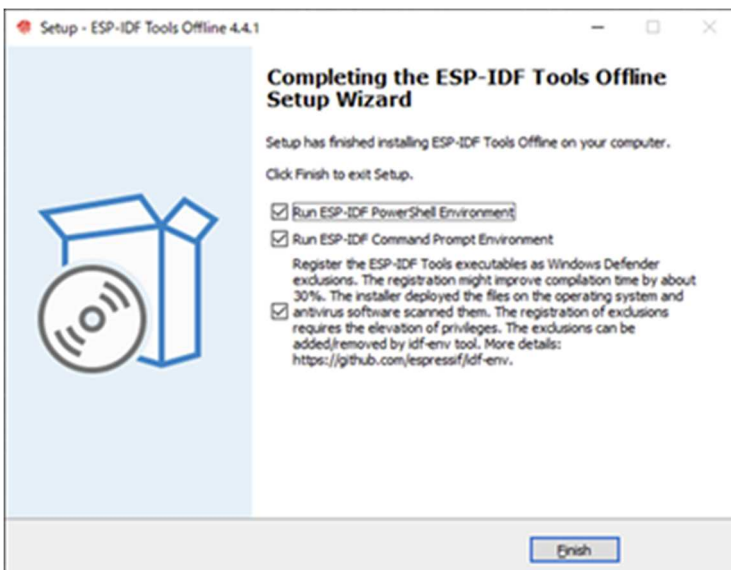 Setup - ESP-IDF Tools Offline 4.4.1
Completing the ESP-IDF Tools Offline
Setup Wizard
Setup has finished installing ESP-IDF Tools Offline on your computer.
Click Finish to exit Setup.
Run ESP-IDF PowerShell Environment
Run ESP-IDF Command Prompt Environment
Register the ESP-IDF Tools executables as Windows Defender
exclusions. The registration might improve compilation time by about
30%. The installer deployed the files on the operating system and
antivirus software scanned them. The registration of exclusions
requires the elevation of privileges. The exclusions can be
added/removed by idf-env tool. More details:
https://github.com/espressif/idf-env.
Finish